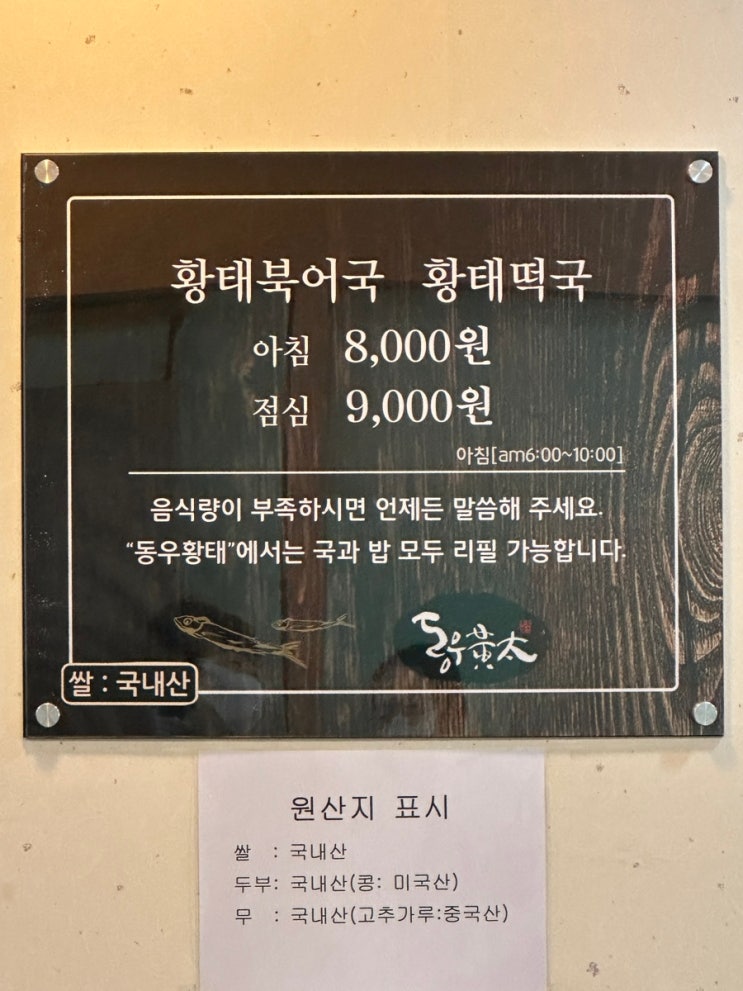 황태북어국 황태떡국
아침 8,000원
점심 9,000원
아침[am6:00~10:00]
음식량이 부족하시면 언제든 말씀해 주세요.
“동우황태”에서는 국과 밥 모두 리필 가능합니다.
동우黃太
쌀 : 국내산
원산지 표시
쌀 : 국내산
두부: 국내산(콩: 미국산)
무 : 국내산(고추가루:중국산)